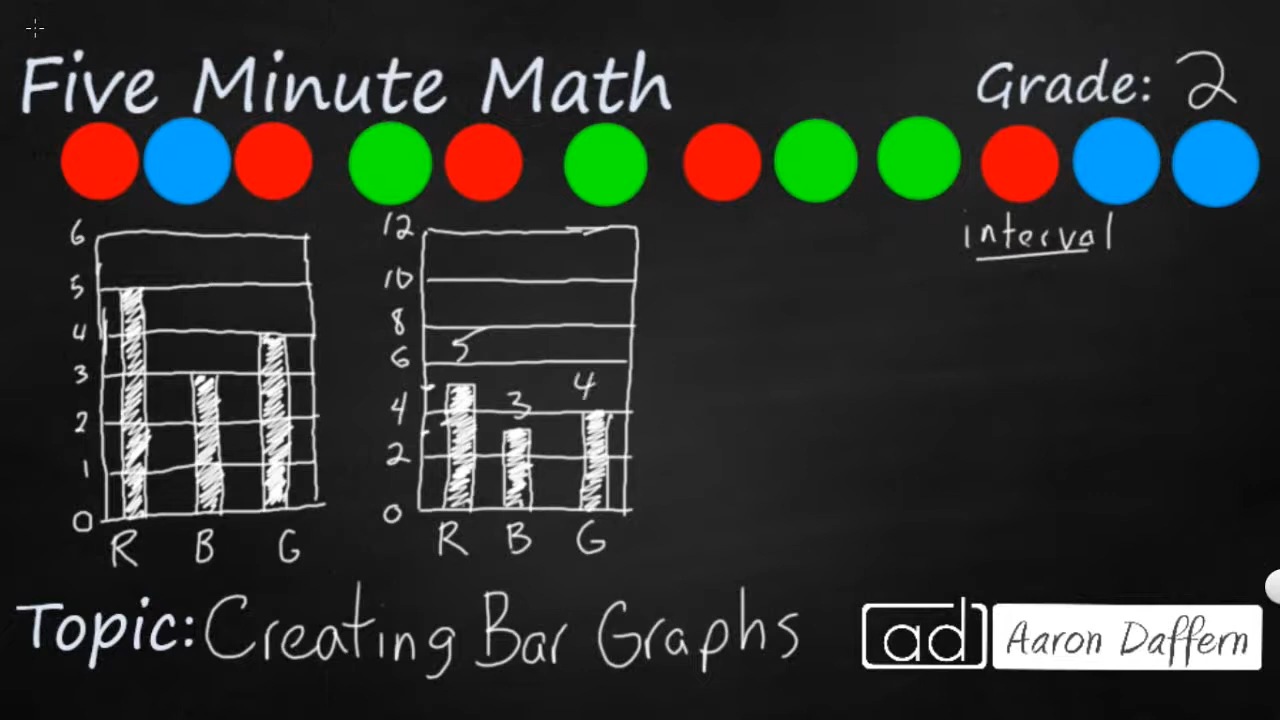 Five Minute Math
Grade: 2
interval
6
5
4
3
2
1
0
R B G
12
10
8
6
4
2
0
5
3
4
R B G
Topic: Creating Bar Graphs
ad Aaron Daffern